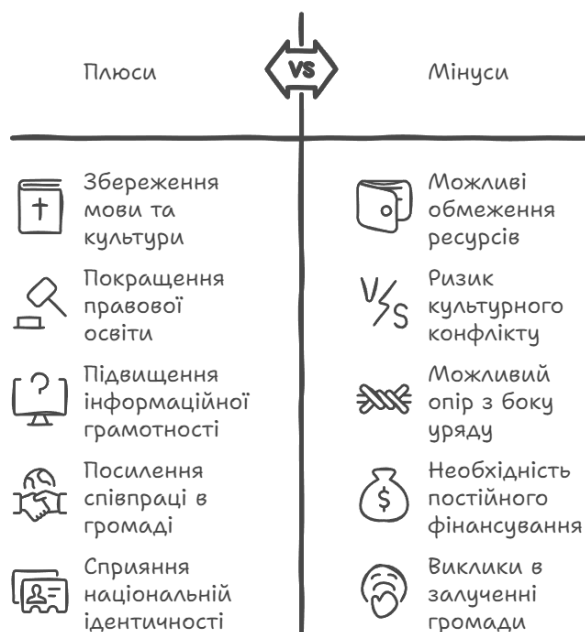 Плюси
VS
Мінуси
Збереження
мови та
культури
Покращення
правової
освіти
?
Підвищення
інформаційної
грамотності
Посилення
співпраці в
громаді
Сприяння
національній
ідентичності
Можливі
обмеження
ресурсів
V/S
Ризик
культурного
конфлікту
Можливий
опір з боку
уряду
$
Необхідність
постійного
фінансування
Виклики в
залученні
громади